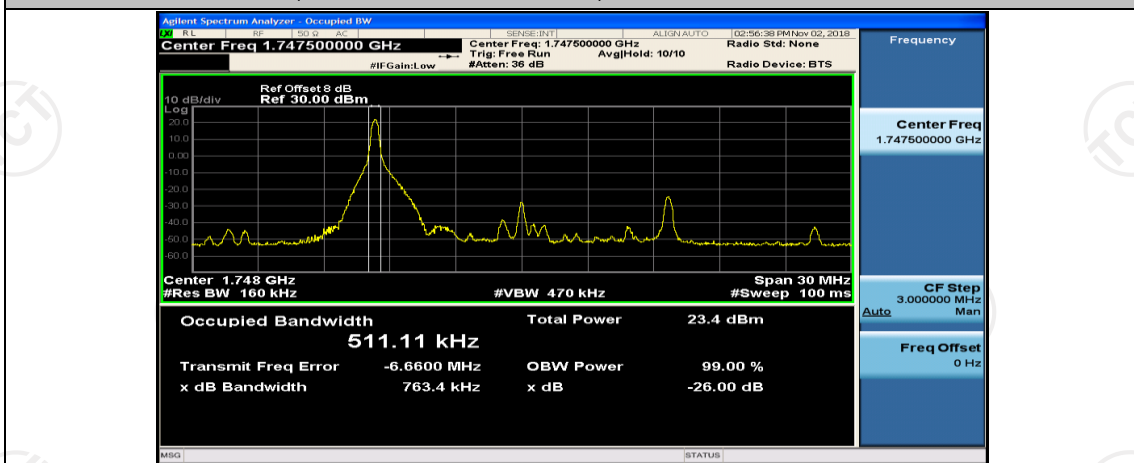 Agilent Spectrum Analyzer - Occupied BW
LXI RL RF 50 Ω AC SENSE:INT ALIGN AUTO 02:56:38 PM Nov 02, 2018
Center Freq 1.747500000 GHz
Center Freq: 1.747500000 GHz
Radio Std: None
Trig: Free Run Avg|Hold: 10/10
#IFGain:Low
#Atten: 36 dB
Radio Device: BTS
Ref Offset 8 dB
10 dB/div Ref 30.00 dBm
Log
20.0
10.0
0.00
-10.0
-20.0
-30.0
-40.0
-50.0
-60.0
Center 1.748 GHz Span 30 MHz
#Res BW 160 kHz #VBW 470 kHz #Sweep 100 ms
Occupied Bandwidth Total Power 23.4 dBm
511.11 kHz
Transmit Freq Error -6.6600 MHz OBW Power 99.00 %
x dB Bandwidth 763.4 kHz x dB -26.00 dB
MSG STATUS
Frequency
Center Freq
1.747500000 GHz
CF Step
3.000000 MHz
Auto Man
Freq Offset
0 Hz
TCT